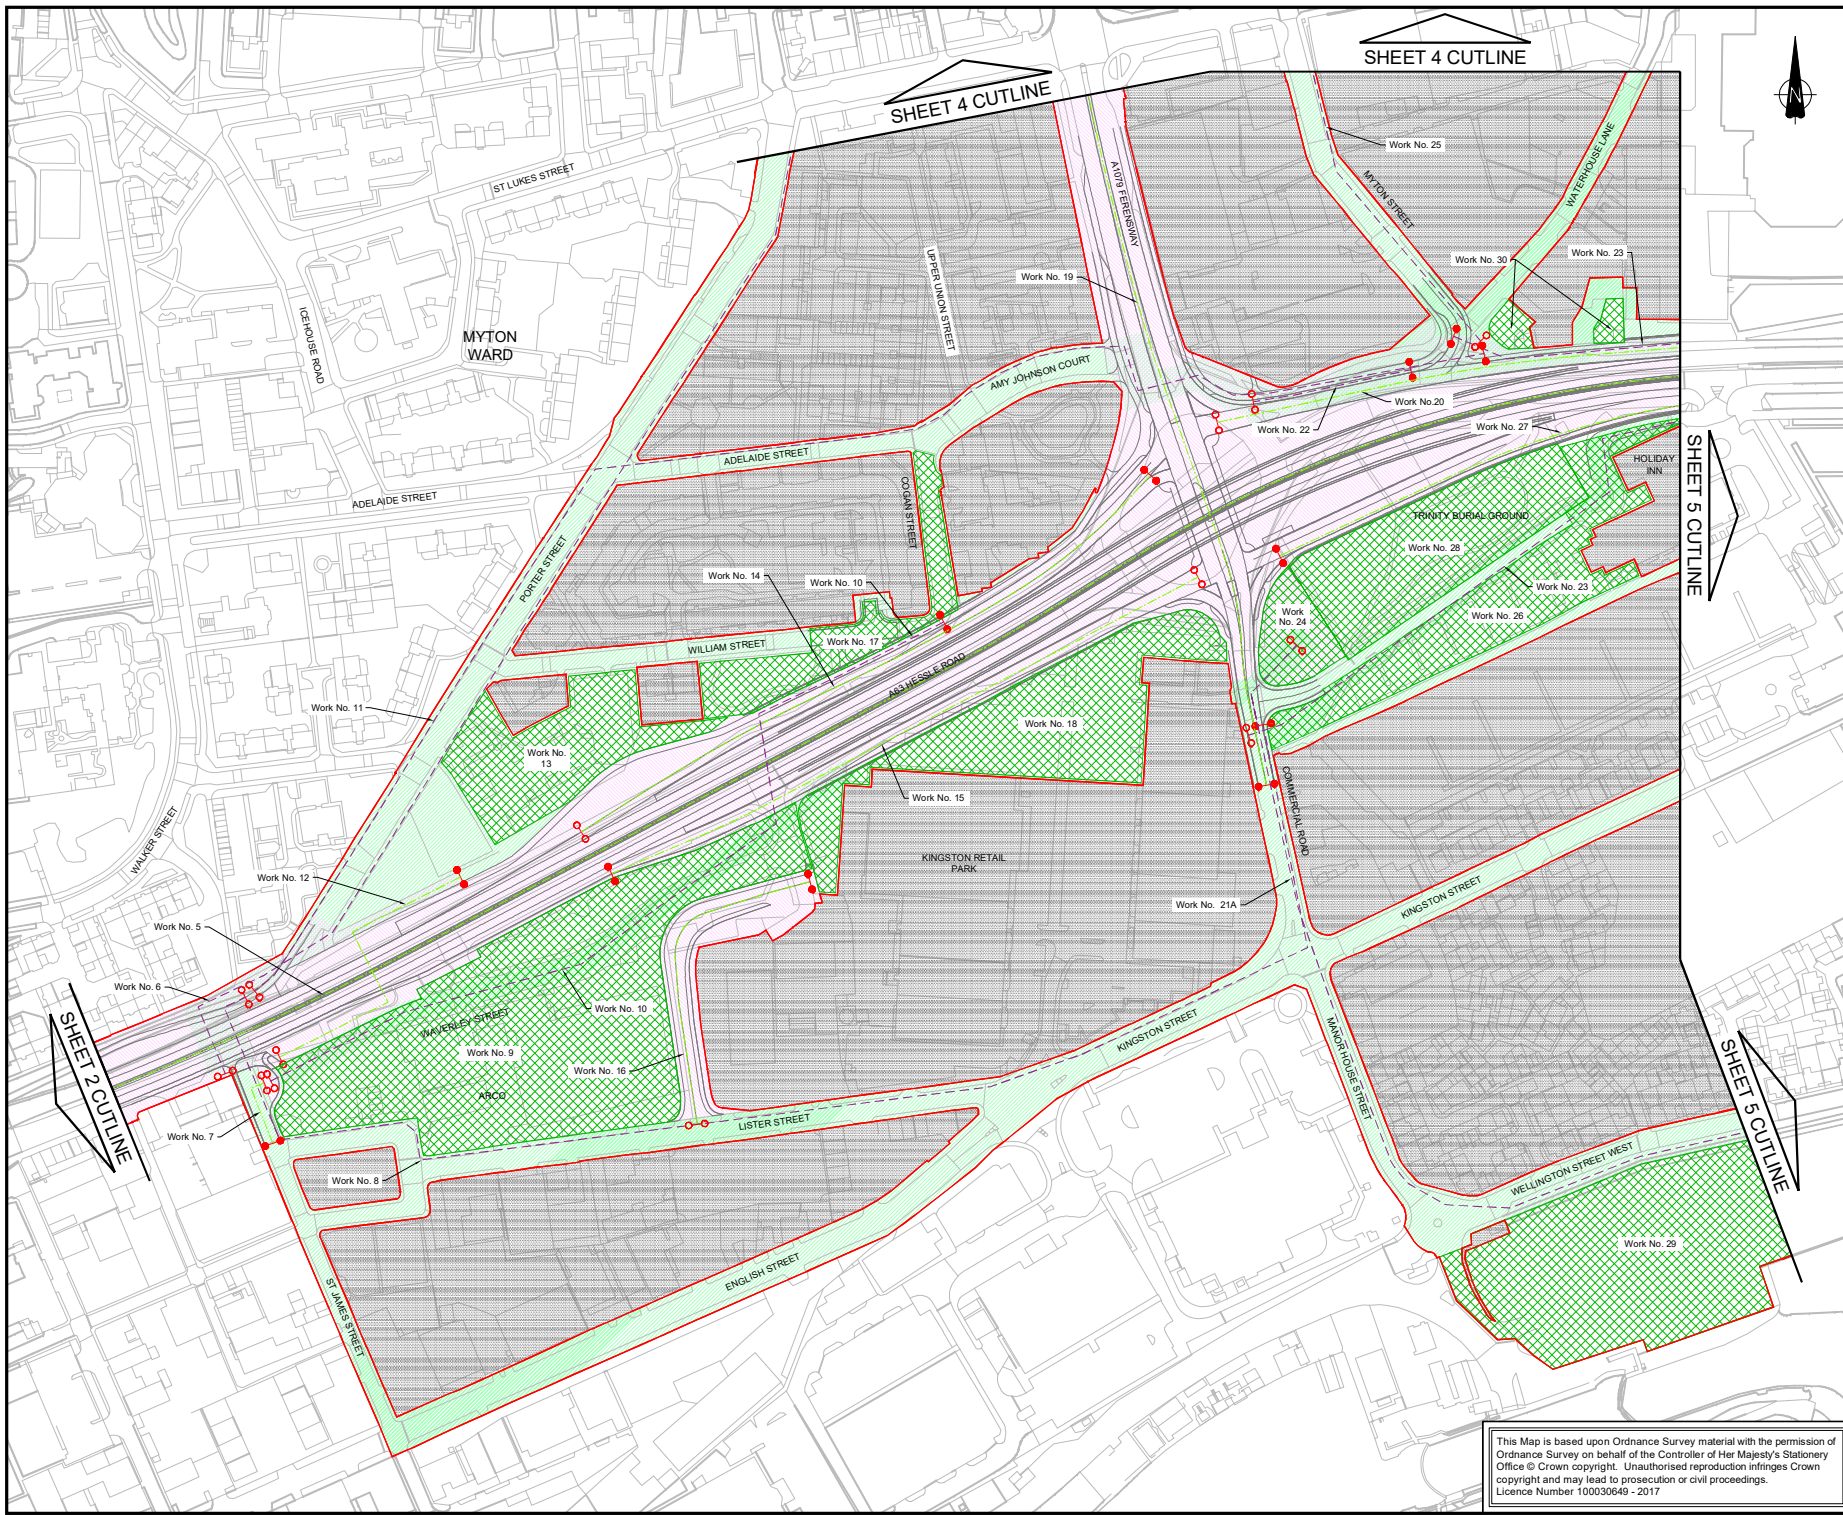 SHEET 4 CUTLINE
SHEET 4 CUTLINE
N
Work No. 25
ST LUKES STREET
A1079 FERENSWAY
MYTON STREET
WATERHOUSE LANE
UPPER UNION STREET
Work No. 19
Work No. 30
Work No. 23
ICEHOUSE ROAD
MYTON
WARD
AMY JOHNSON COURT
Work No.20
Work No. 22
Work No. 27
ADELAIDE STREET
ADELAIDE STREET
COGAN STREET
HOLIDAY
INN
SHEET 5 CUTLINE
TRINITY BURIAL GROUND
Work No. 28
PORTER STREET
Work No. 14
Work No. 10
Work No. 23
Work
No. 24
Work No. 26
WILLIAM STREET
Work No. 17
A63 HESSLE ROAD
Work No. 11
Work No. 18
Work No.
13
Work No. 15
COMMERCIAL ROAD
WALKER STREET
KINGSTON RETAIL
PARK
Work No. 12
Work No. 21A
KINGSTON STREET
Work No. 5
Work No. 6
Work No. 10
WAVERLEY STREET
KINGSTON STREET
MANOR HOUSE STREET
SHEET 2 CUTLINE
Work No. 9
Work No. 16
ARCO
LISTER STREET
Work No. 7
SHEET 5 CUTLINE
Work No. 8
WELLINGTON STREET WEST
Work No. 29
ENGLISH STREET
ST JAMES STREET
This Map is based upon Ordnance Survey material with the permission of
Ordnance Survey on behalf of the Controller of Her Majesty's Stationery
Office © Crown copyright. Unauthorised reproduction infringes Crown
copyright and may lead to prosecution or civil proceedings.
Licence Number 100030649 - 2017